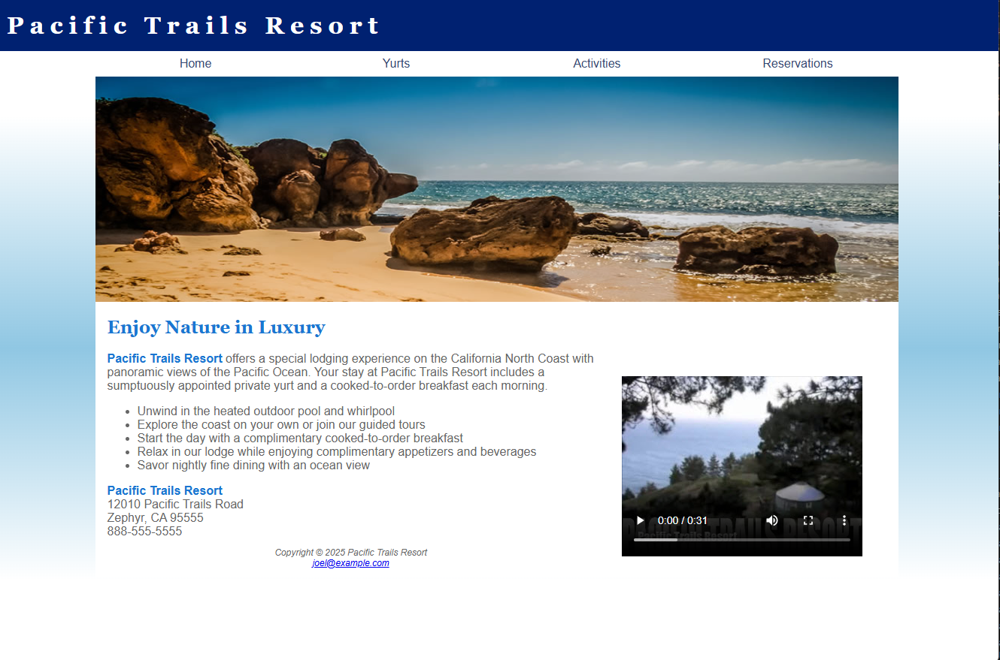 Pacific Trails Resort
Home Yurts Activities Reservations
Enjoy Nature in Luxury
Pacific Trails Resort offers a special lodging experience on the California North Coast with
panoramic views of the Pacific Ocean. Your stay at Pacific Trails Resort includes a
sumptuously appointed private yurt and a cooked-to-order breakfast each morning.
Unwind in the heated outdoor pool and whirlpool
Explore the coast on your own or join our guided tours
Start the day with a complimentary cooked-to-order breakfast
Relax in our lodge while enjoying complimentary appetizers and beverages
Savor nightly fine dining with an ocean view
Pacific Trails Resort
12010 Pacific Trails Road
Zephyr, CA 95555
888-555-5555
0:00 / 0:31
PACIFIC TRAILS RESORT
Pacific Trails Resort
Copyright © 2025 Pacific Trails Resort
joel@example.com